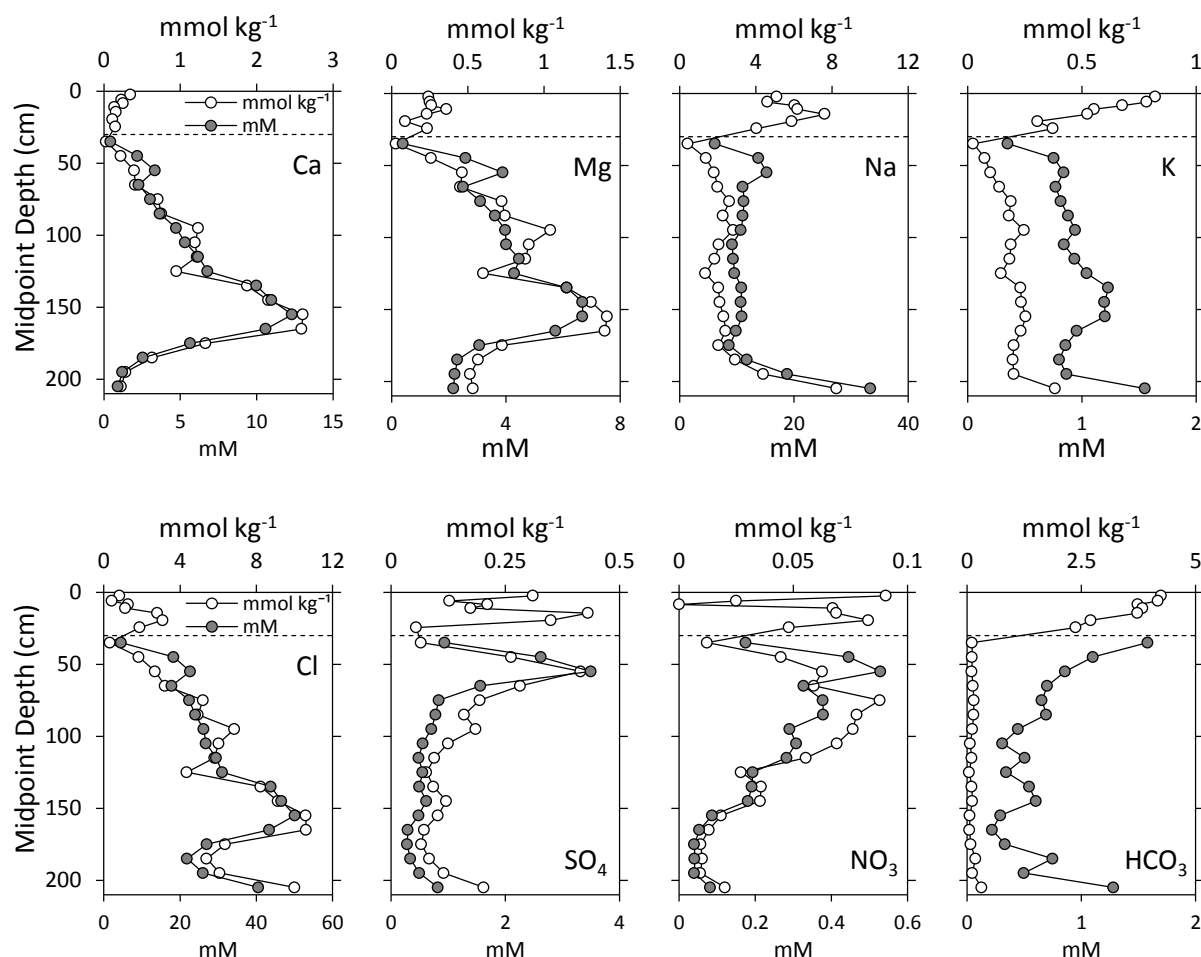 mmol kg⁻¹ mmol kg⁻¹ mmol kg⁻¹ mmol kg⁻¹
0 1 2 3 0 0.5 1 1.5 0 4 8 12 0 0.5 1
0
50
100
150
200
Midpoint Depth (cm)
mmol kg⁻¹
mM
Ca Mg Na K
0 5 10 15 0 4 8 0 20 40 0 1 2
mM mM mM mM
mmol kg⁻¹ mmol kg⁻¹ mmol kg⁻¹ mmol kg⁻¹
0 4 8 12 0 0.25 0.5 0 0.05 0.1 0 2.5 5
0
50
100
150
200
Midpoint Depth (cm)
mmol kg⁻¹
mM
Cl SO₄ NO₃ HCO₃
0 20 40 60 0 2 4 0 0.2 0.4 0.6 0 1 2
mM mM mM mM